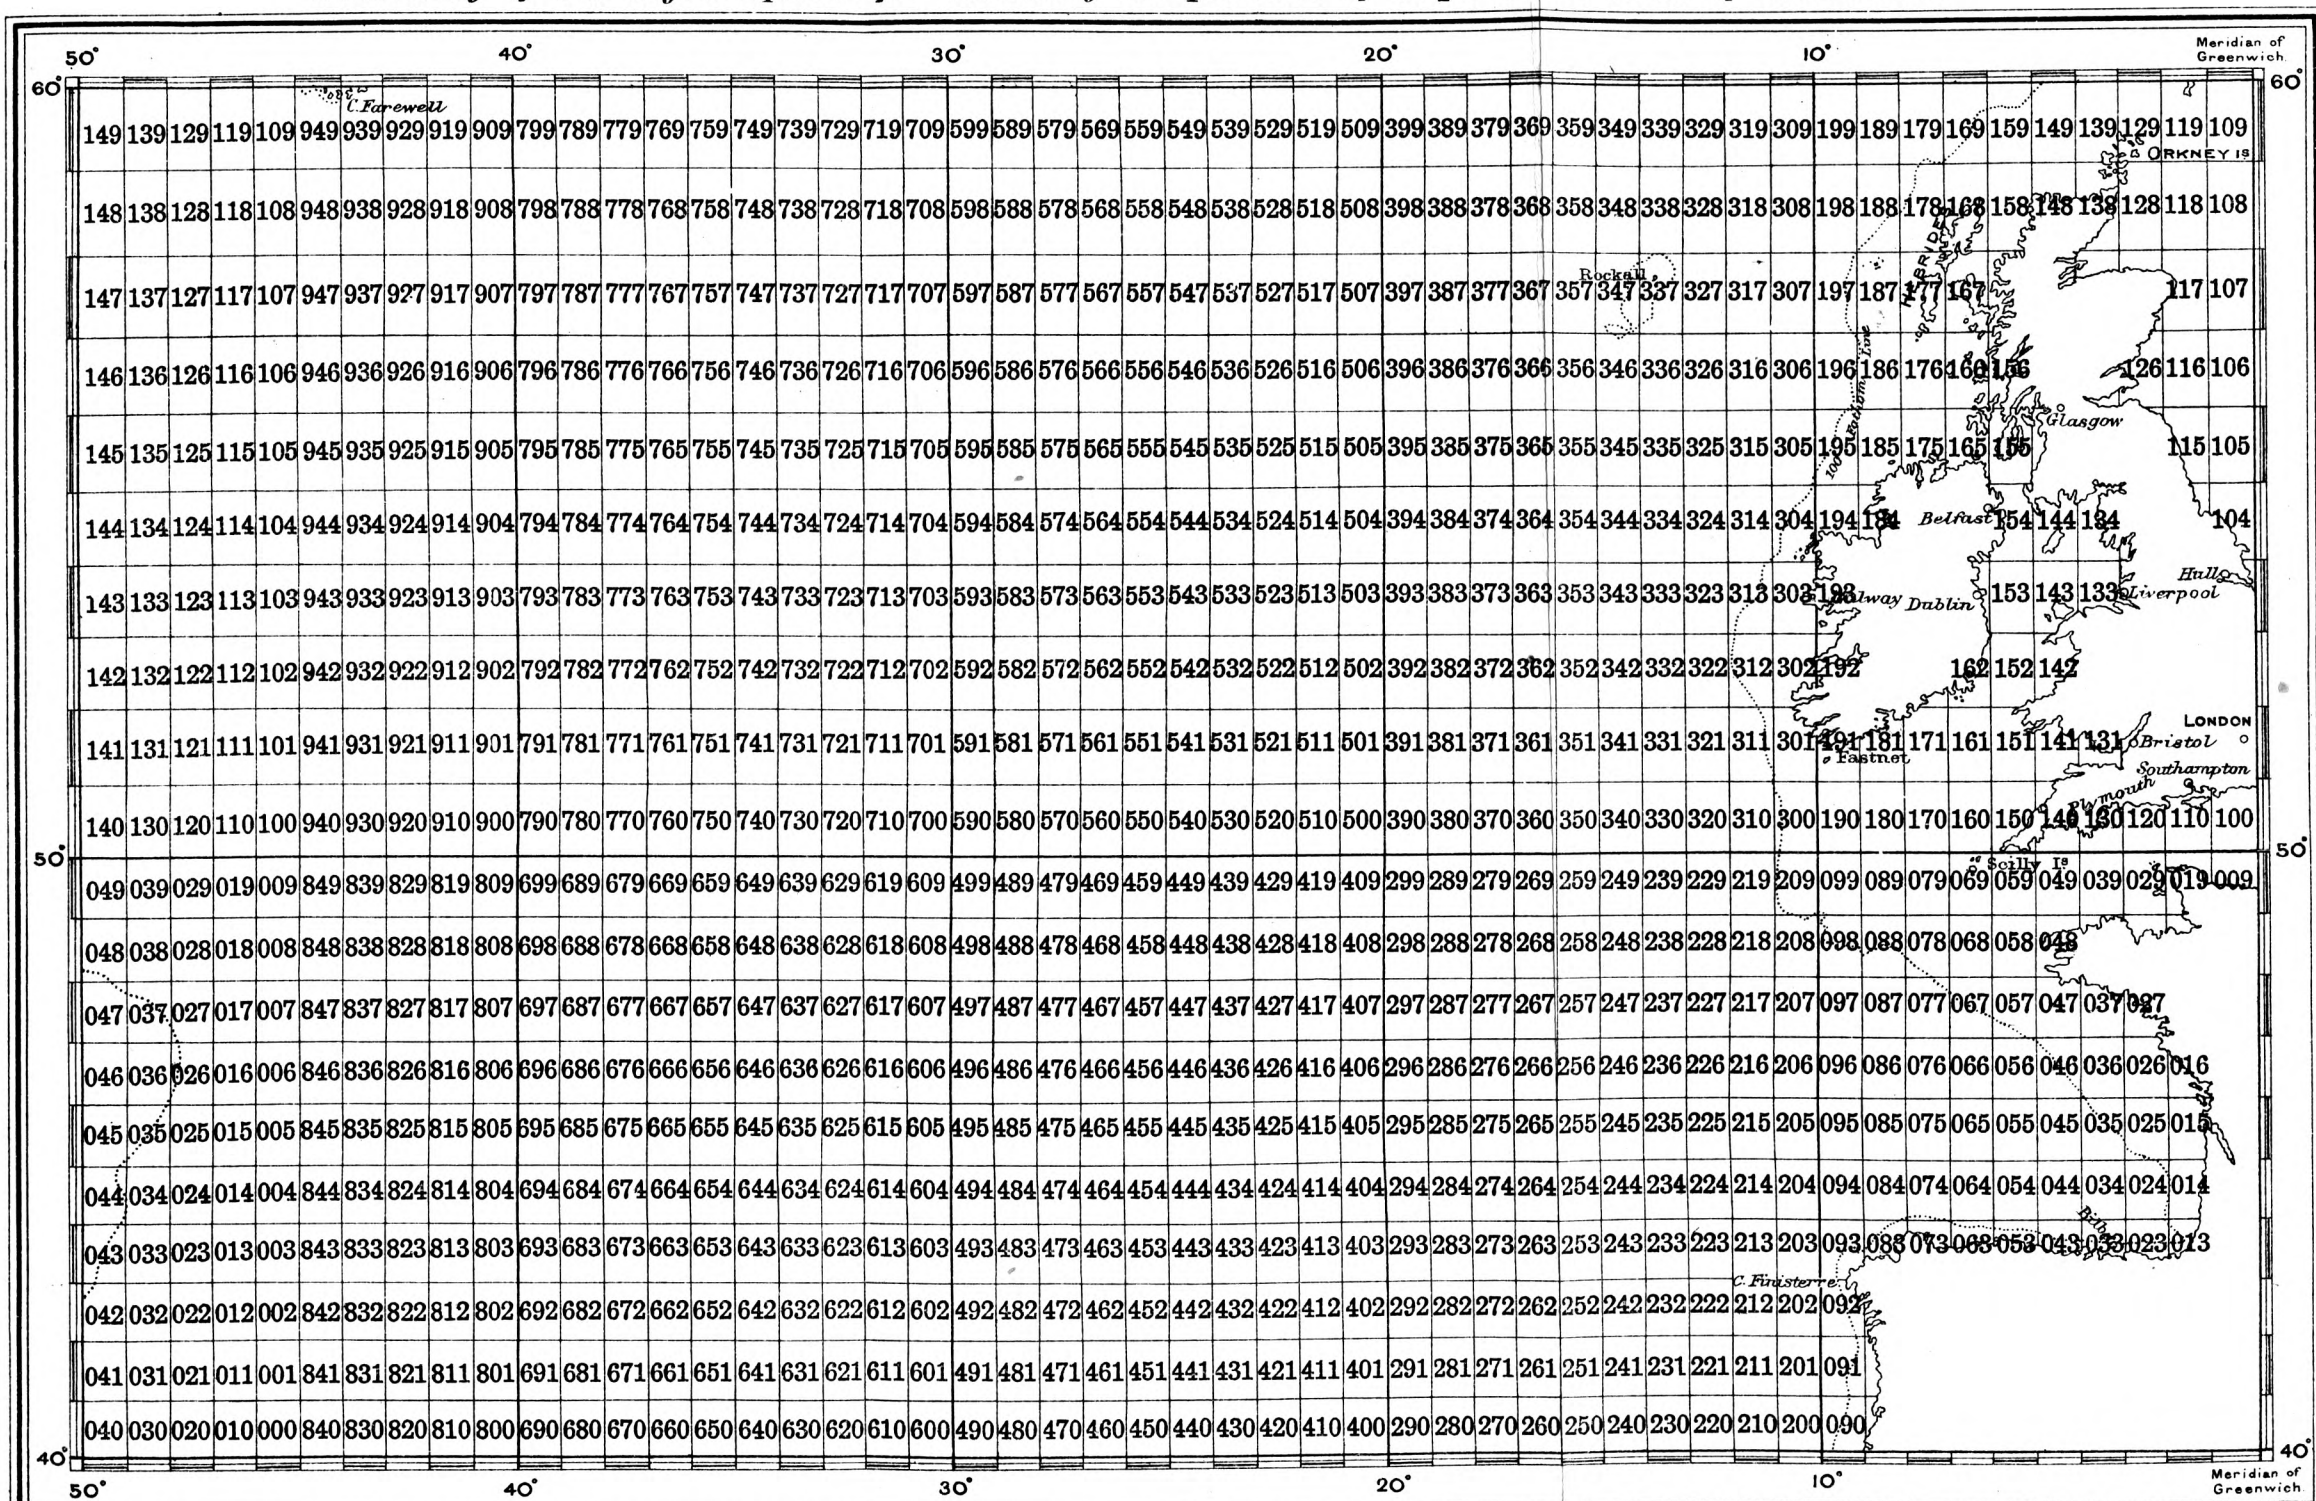 50° 40° 30° 20° 10° Meridian of
Greenwich.
60° 60°
C. Farewell
149 139 129 119 109 949 939 929 919 909 799 789 779 769 759 749 739 729 719 709 599 589 579 569 559 549 539 529 519 509 399 389 379 369 359 349 339 329 319 309 199 189 179 169 159 149 139 129 119 109
ORKNEY IS
148 138 128 118 108 948 938 928 918 908 798 788 778 768 758 748 738 728 718 708 598 588 578 568 558 548 538 528 518 508 398 388 378 368 358 348 338 328 318 308 198 188 178 168 158 148 138 128 118 108
HEBRIDES
Rockall
147 137 127 117 107 947 937 927 917 907 797 787 777 767 757 747 737 727 717 707 597 587 577 567 557 547 537 527 517 507 397 387 377 367 357 347 337 327 317 307 197 187 177 167 117 107
146 136 126 116 106 946 936 926 916 906 796 786 776 766 756 746 736 726 716 706 596 586 576 566 556 546 536 526 516 506 396 386 376 366 356 346 336 326 316 306 196 186 176 160 156 126 116 106
100 Fathom Line
Glasgow
145 135 125 115 105 945 935 925 915 905 795 785 775 765 755 745 735 725 715 705 595 585 575 565 555 545 535 525 515 505 395 385 375 365 355 345 335 325 315 305 195 185 175 165 155 115 105
144 134 124 114 104 944 934 924 914 904 794 784 774 764 754 744 734 724 714 704 594 584 574 564 554 544 534 524 514 504 394 384 374 364 354 344 334 324 314 304 194 184 Belfast 154 144 134 104
Hull
143 133 123 113 103 943 933 923 913 903 793 783 773 763 753 743 733 723 713 703 593 583 573 563 553 543 533 523 513 503 393 383 373 363 353 343 333 323 313 303 193 Galway Dublin 153 143 133 Liverpool
142 132 122 112 102 942 932 922 912 902 792 782 772 762 752 742 732 722 712 702 592 582 572 562 552 542 532 522 512 502 392 382 372 362 352 342 332 322 312 302 192 162 152 142
LONDON
141 131 121 111 101 941 931 921 911 901 791 781 771 761 751 741 731 721 711 701 591 581 571 561 551 541 531 521 511 501 391 381 371 361 351 341 331 321 311 301 191 181 171 161 151 141 131 Bristol
Fastnet
Southampton
Plymouth
140 130 120 110 100 940 930 920 910 900 790 780 770 760 750 740 730 720 710 700 590 580 570 560 550 540 530 520 510 500 390 380 370 360 350 340 330 320 310 300 190 180 170 160 150 140 130 120 110 100
50° 50°
Scilly Is
049 039 029 019 009 849 839 829 819 809 699 689 679 669 659 649 639 629 619 609 499 489 479 469 459 449 439 429 419 409 299 289 279 269 259 249 239 229 219 209 099 089 079 069 059 049 039 029 019 009
048 038 028 018 008 848 838 828 818 808 698 688 678 668 658 648 638 628 618 608 498 488 478 468 458 448 438 428 418 408 298 288 278 268 258 248 238 228 218 208 098 088 078 068 058 048
047 037 027 017 007 847 837 827 817 807 697 687 677 667 657 647 637 627 617 607 497 487 477 467 457 447 437 427 417 407 297 287 277 267 257 247 237 227 217 207 097 087 077 067 057 047 037 027
046 036 026 016 006 846 836 826 816 806 696 686 676 666 656 646 636 626 616 606 496 486 476 466 456 446 436 426 416 406 296 286 276 266 256 246 236 226 216 206 096 086 076 066 056 046 036 026 016
045 035 025 015 005 845 835 825 815 805 695 685 675 665 655 645 635 625 615 605 495 485 475 465 455 445 435 425 415 405 295 285 275 265 255 245 235 225 215 205 095 085 075 065 055 045 035 025 015
044 034 024 014 004 844 834 824 814 804 694 684 674 664 654 644 634 624 614 604 494 484 474 464 454 444 434 424 414 404 294 284 274 264 254 244 234 224 214 204 094 084 074 064 054 044 034 024 014
043 033 023 013 003 843 833 823 813 803 693 683 673 663 653 643 633 623 613 603 493 483 473 463 453 443 433 423 413 403 293 283 273 263 253 243 233 223 213 203 093 083 073 063 053 043 033 023 013
C. Finisterre
042 032 022 012 002 842 832 822 812 802 692 682 672 662 652 642 632 622 612 602 492 482 472 462 452 442 432 422 412 402 292 282 272 262 252 242 232 222 212 202 092
041 031 021 011 001 841 831 821 811 801 691 681 671 661 651 641 631 621 611 601 491 481 471 461 451 441 431 421 411 401 291 281 271 261 251 241 231 221 211 201 091
040 030 020 010 000 840 830 820 810 800 690 680 670 660 650 640 630 620 610 600 490 480 470 460 450 440 430 420 410 400 290 280 270 260 250 240 230 220 210 200 090
40° 40°
50° 40° 30° 20° 10° Meridian of
Greenwich.